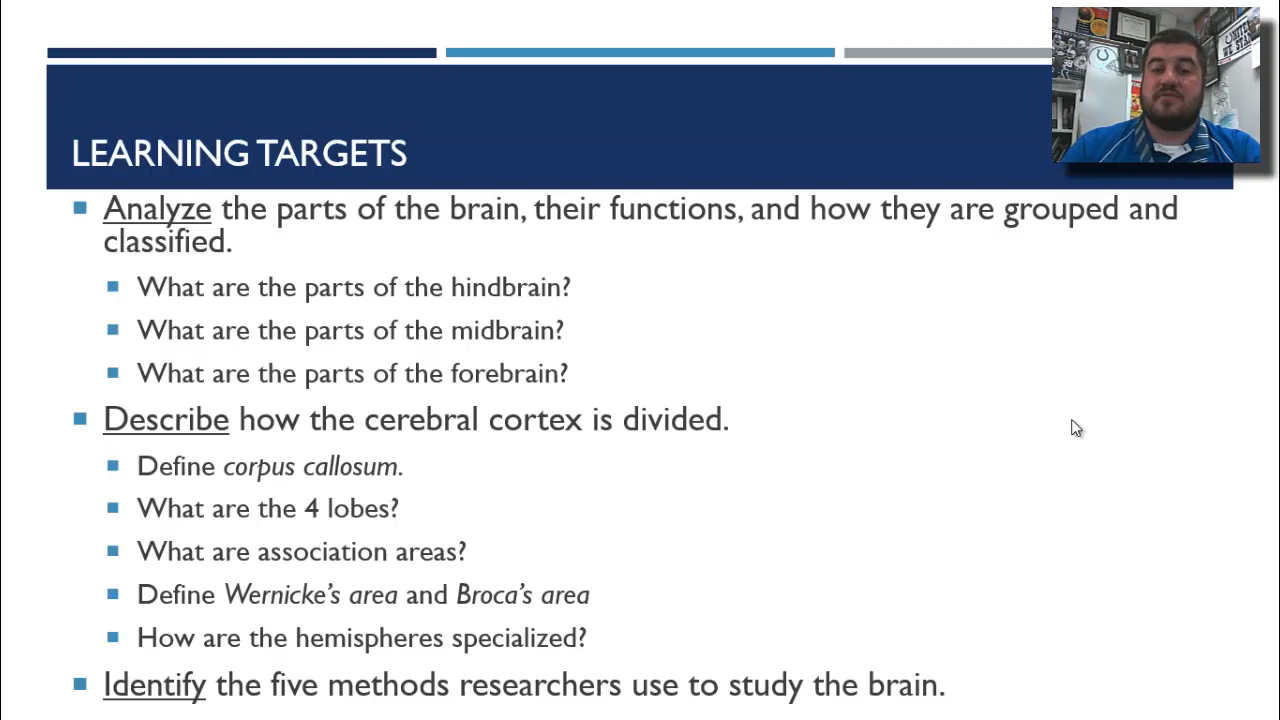 UNITED
WE STAND
LEARNING TARGETS
Analyze the parts of the brain, their functions, and how they are grouped and
classified.
What are the parts of the hindbrain?
What are the parts of the midbrain?
What are the parts of the forebrain?
Describe how the cerebral cortex is divided.
Define corpus callosum.
What are the 4 lobes?
What are association areas?
Define Wernicke’s area and Broca’s area
How are the hemispheres specialized?
Identify the five methods researchers use to study the brain.